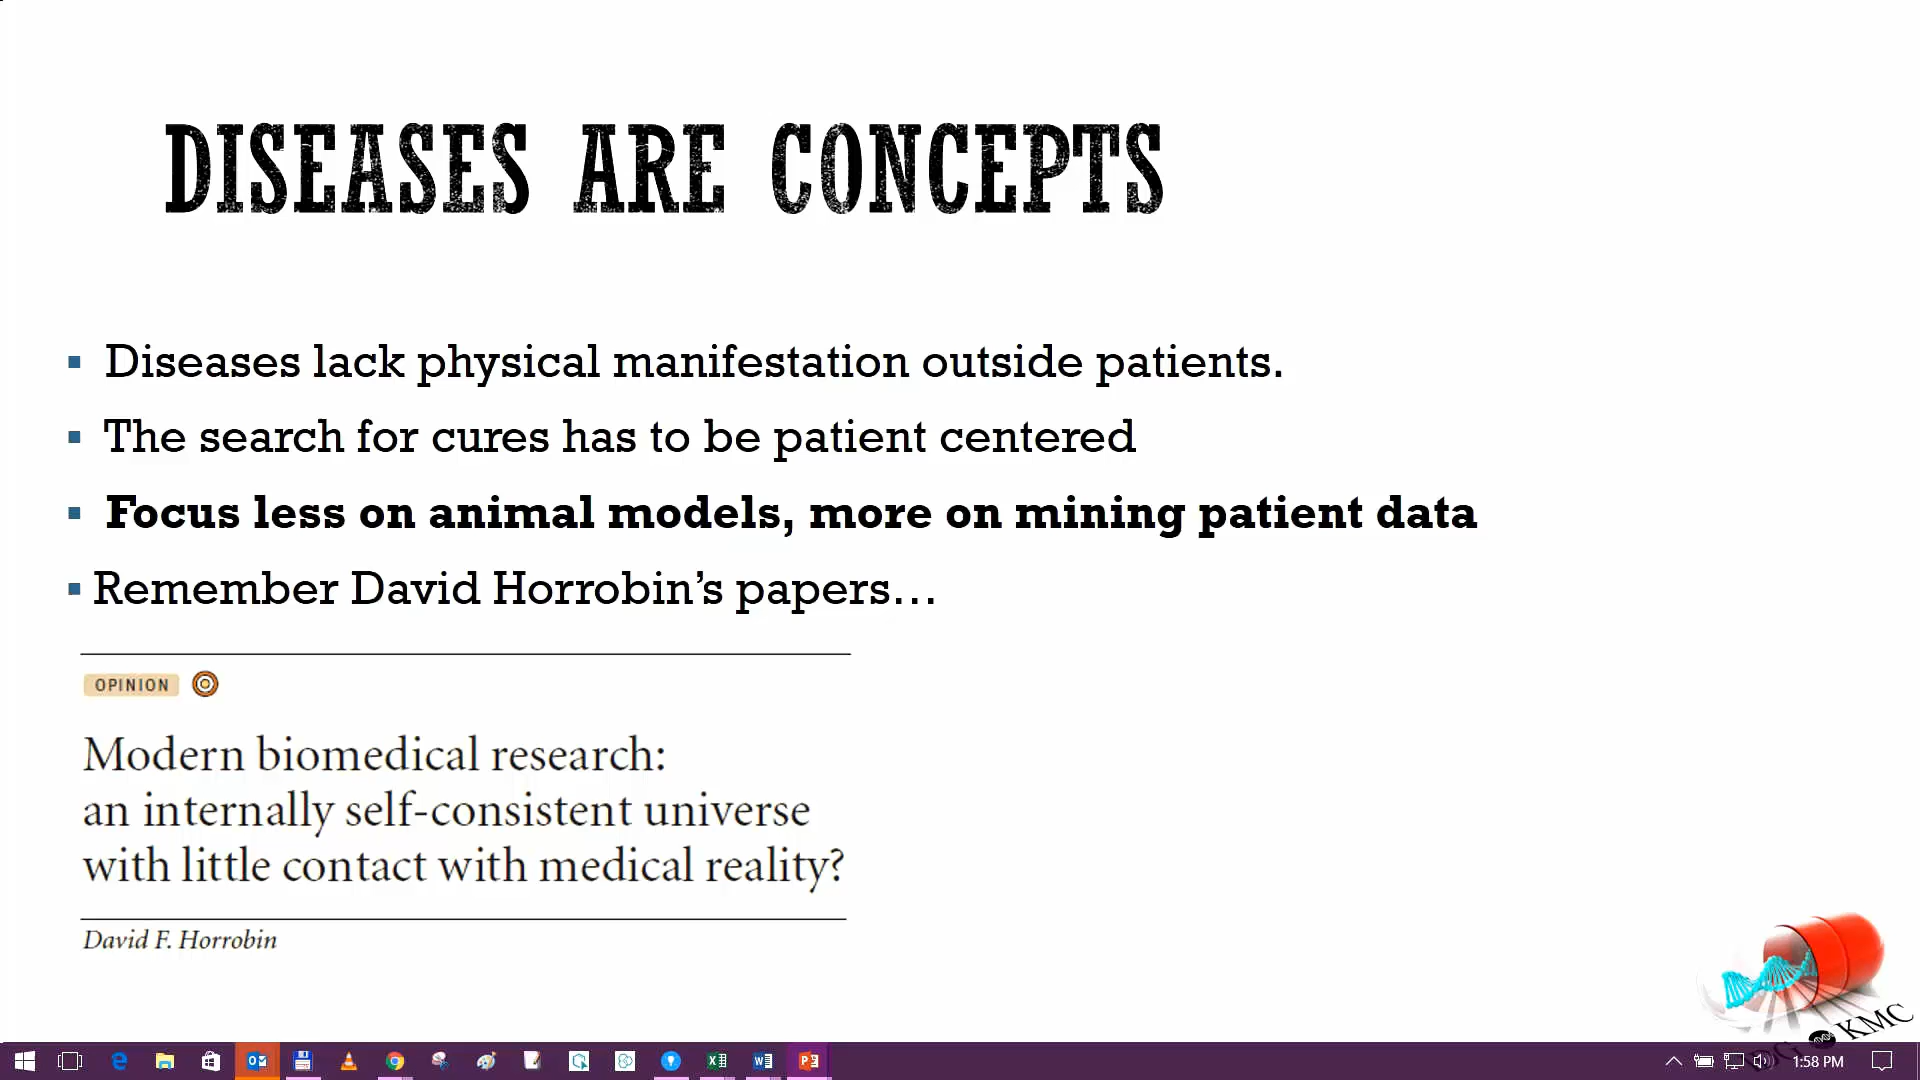 DISEASES ARE CONCEPTS
Diseases lack physical manifestation outside patients.
The search for cures has to be patient centered
Focus less on animal models, more on mining patient data
Remember David Horrobin's papers…
OPINION
Modern biomedical research:
an internally self-consistent universe
with little contact with medical reality?
David F. Horrobin
KMC
1:58 PM